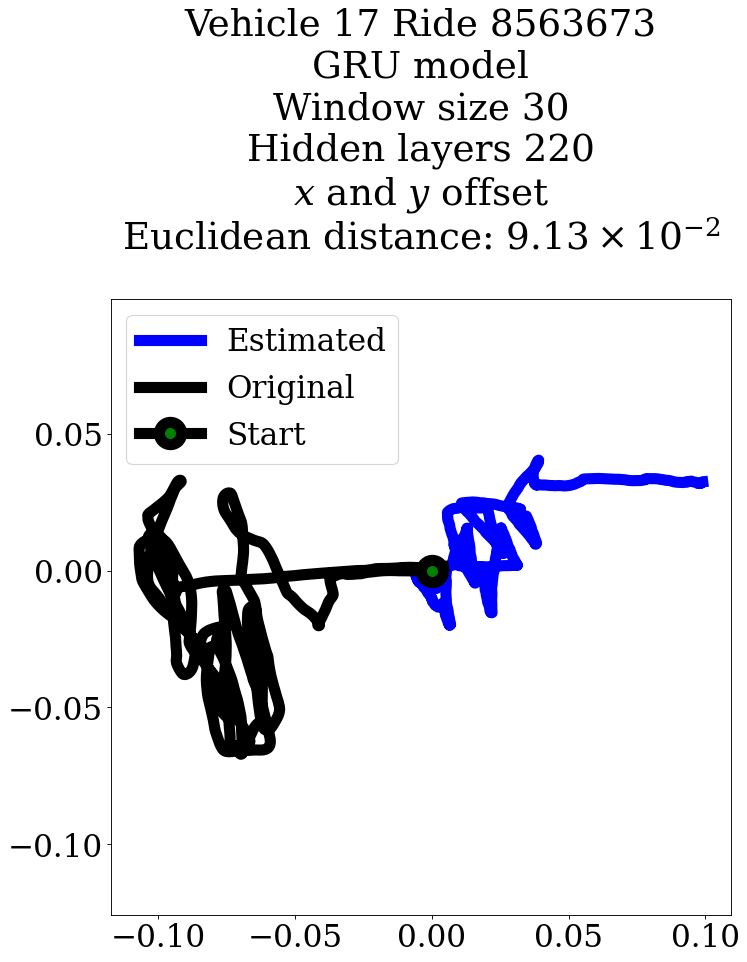 Vehicle 17 Ride 8563673
GRU model
Window size 30
Hidden layers 220
x and y offset
Euclidean distance: 9.13 × 10⁻²
Estimated
Original
Start
0.05
0.00
−0.05
−0.10
−0.10 −0.05 0.00 0.05 0.10